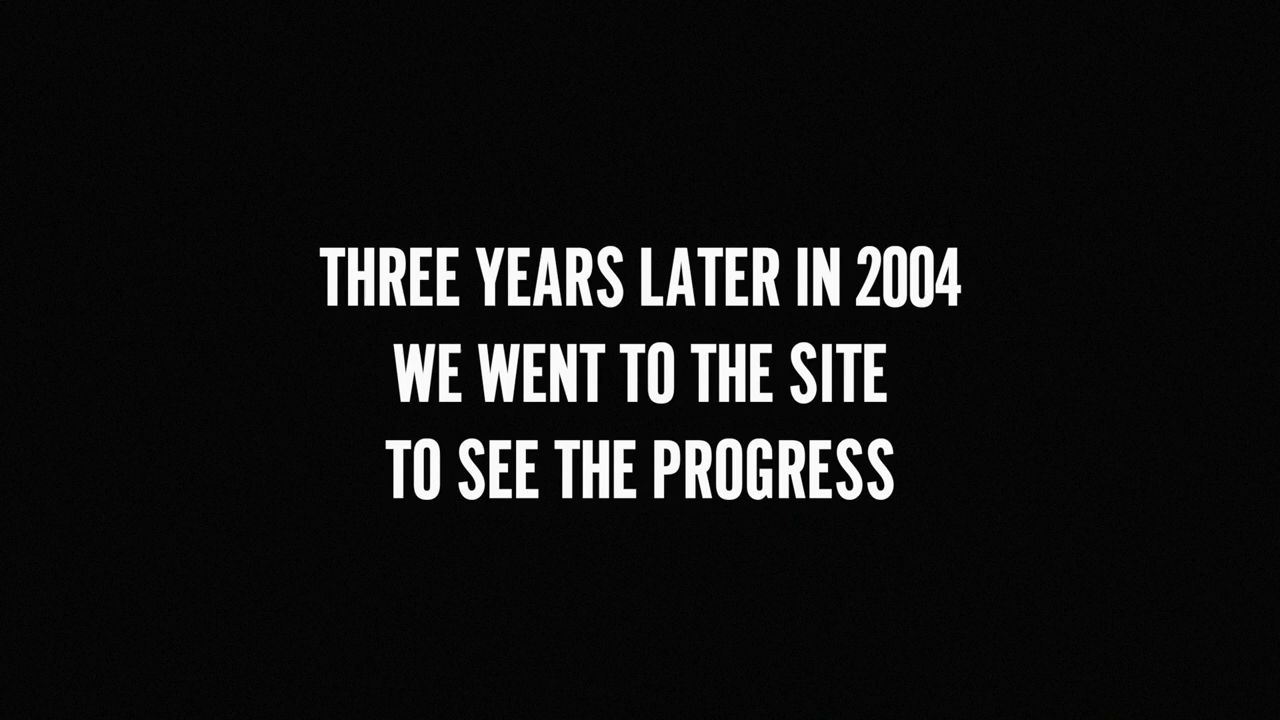 THREE YEARS LATER IN 2004
WE WENT TO THE SITE
TO SEE THE PROGRESS